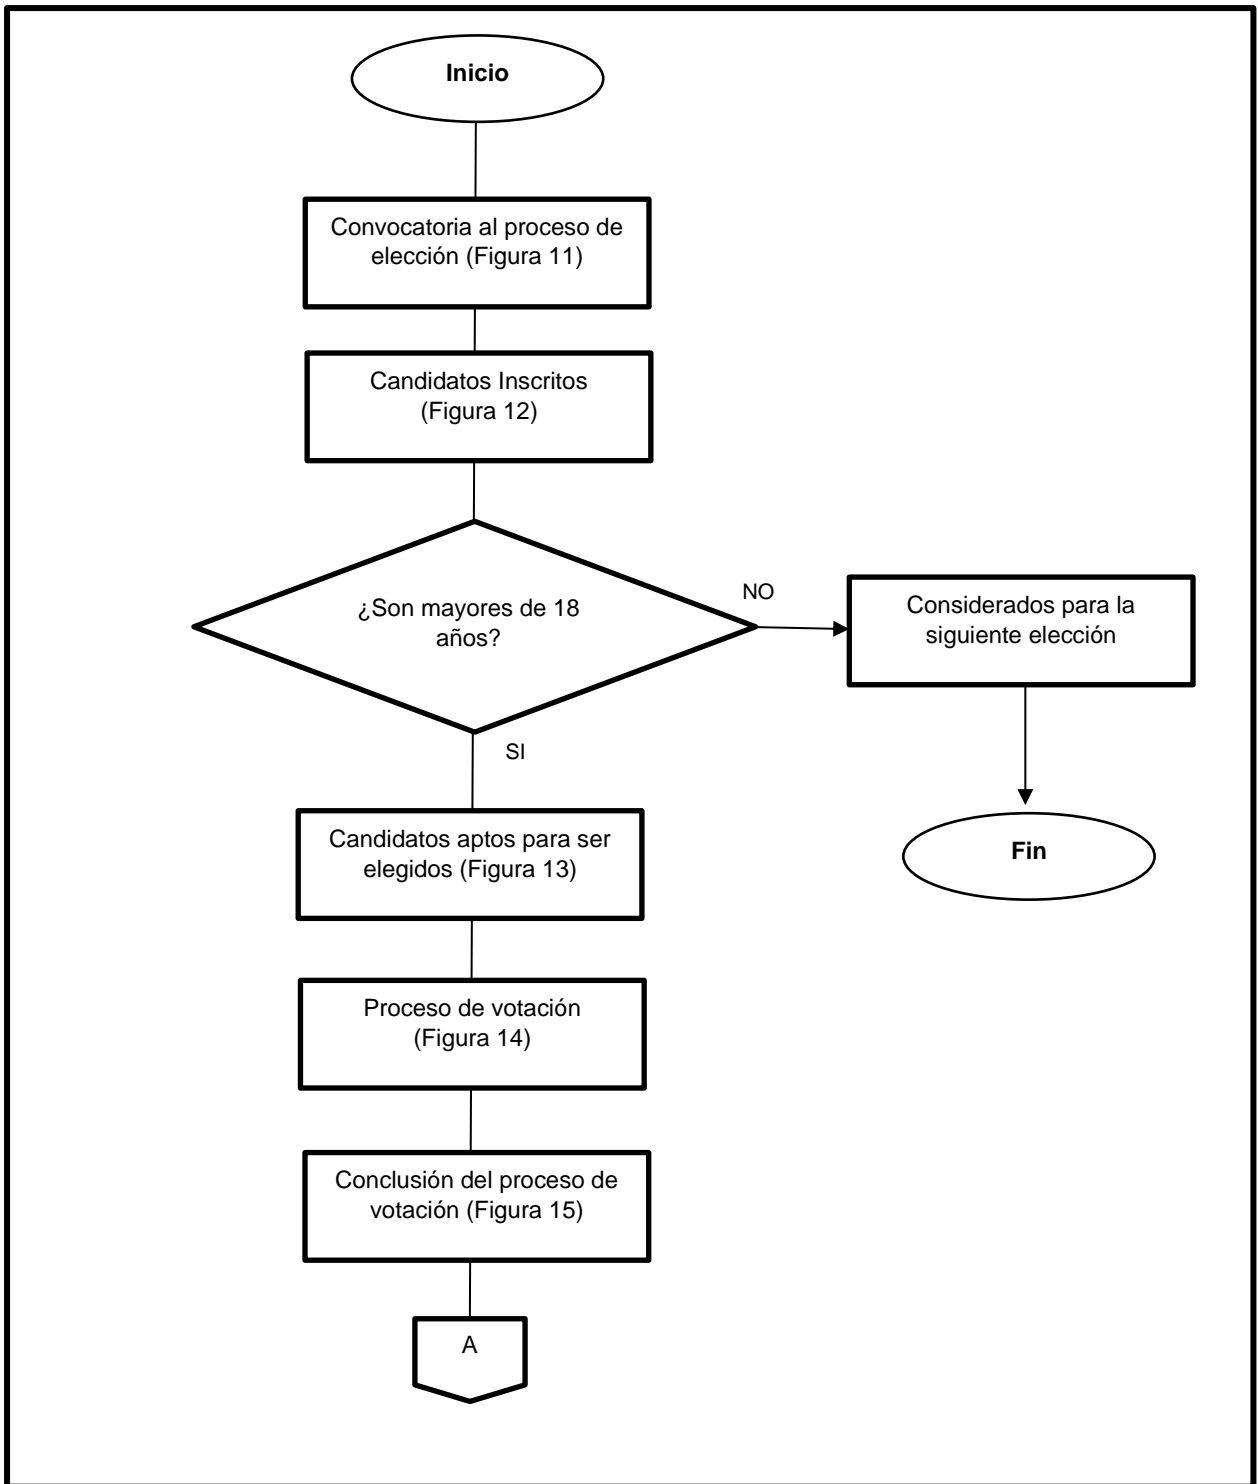 Inicio
Convocatoria al proceso de
elección (Figura 11)
Candidatos Inscritos
(Figura 12)
¿Son mayores de 18
años?
NO
Considerados para la
siguiente elección
SI
Candidatos aptos para ser
elegidos (Figura 13)
Fin
Proceso de votación
(Figura 14)
Conclusión del proceso de
votación (Figura 15)
A